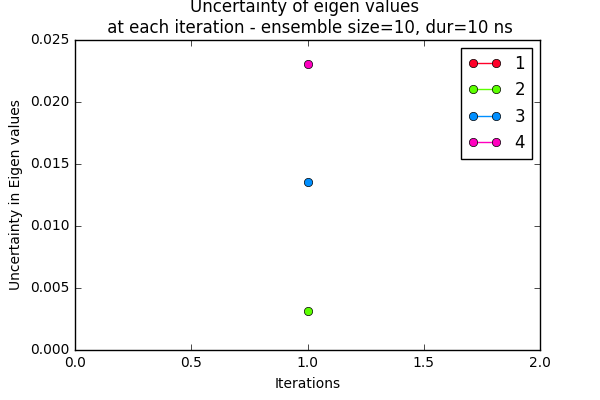 Uncertainty of eigen values
at each iteration - ensemble size=10, dur=10 ns
0.025
0.020
0.015
0.010
0.005
0.000
Uncertainty in Eigen values
1
2
3
4
0.0 0.5 1.0 1.5 2.0
Iterations